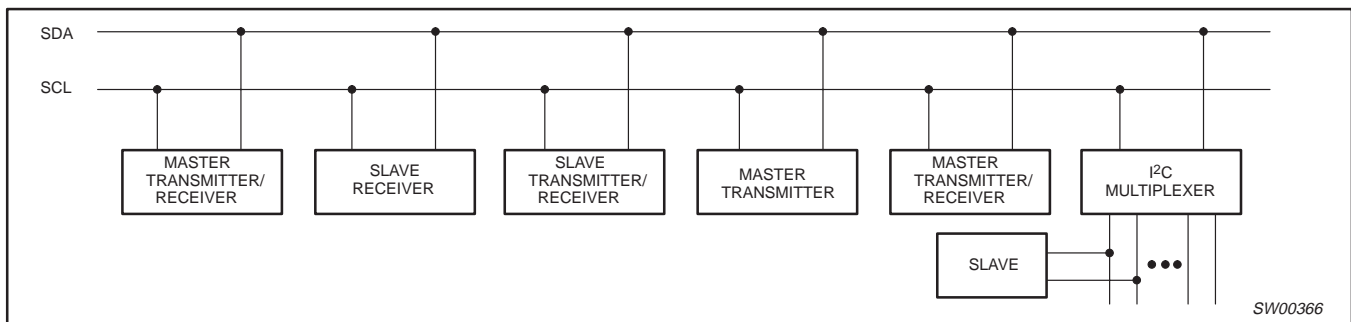 SDA
SCL
MASTER
TRANSMITTER/
RECEIVER
SLAVE
RECEIVER
SLAVE
TRANSMITTER/
RECEIVER
MASTER
TRANSMITTER
MASTER
TRANSMITTER/
RECEIVER
I²C
MULTIPLEXER
SLAVE
SW00366